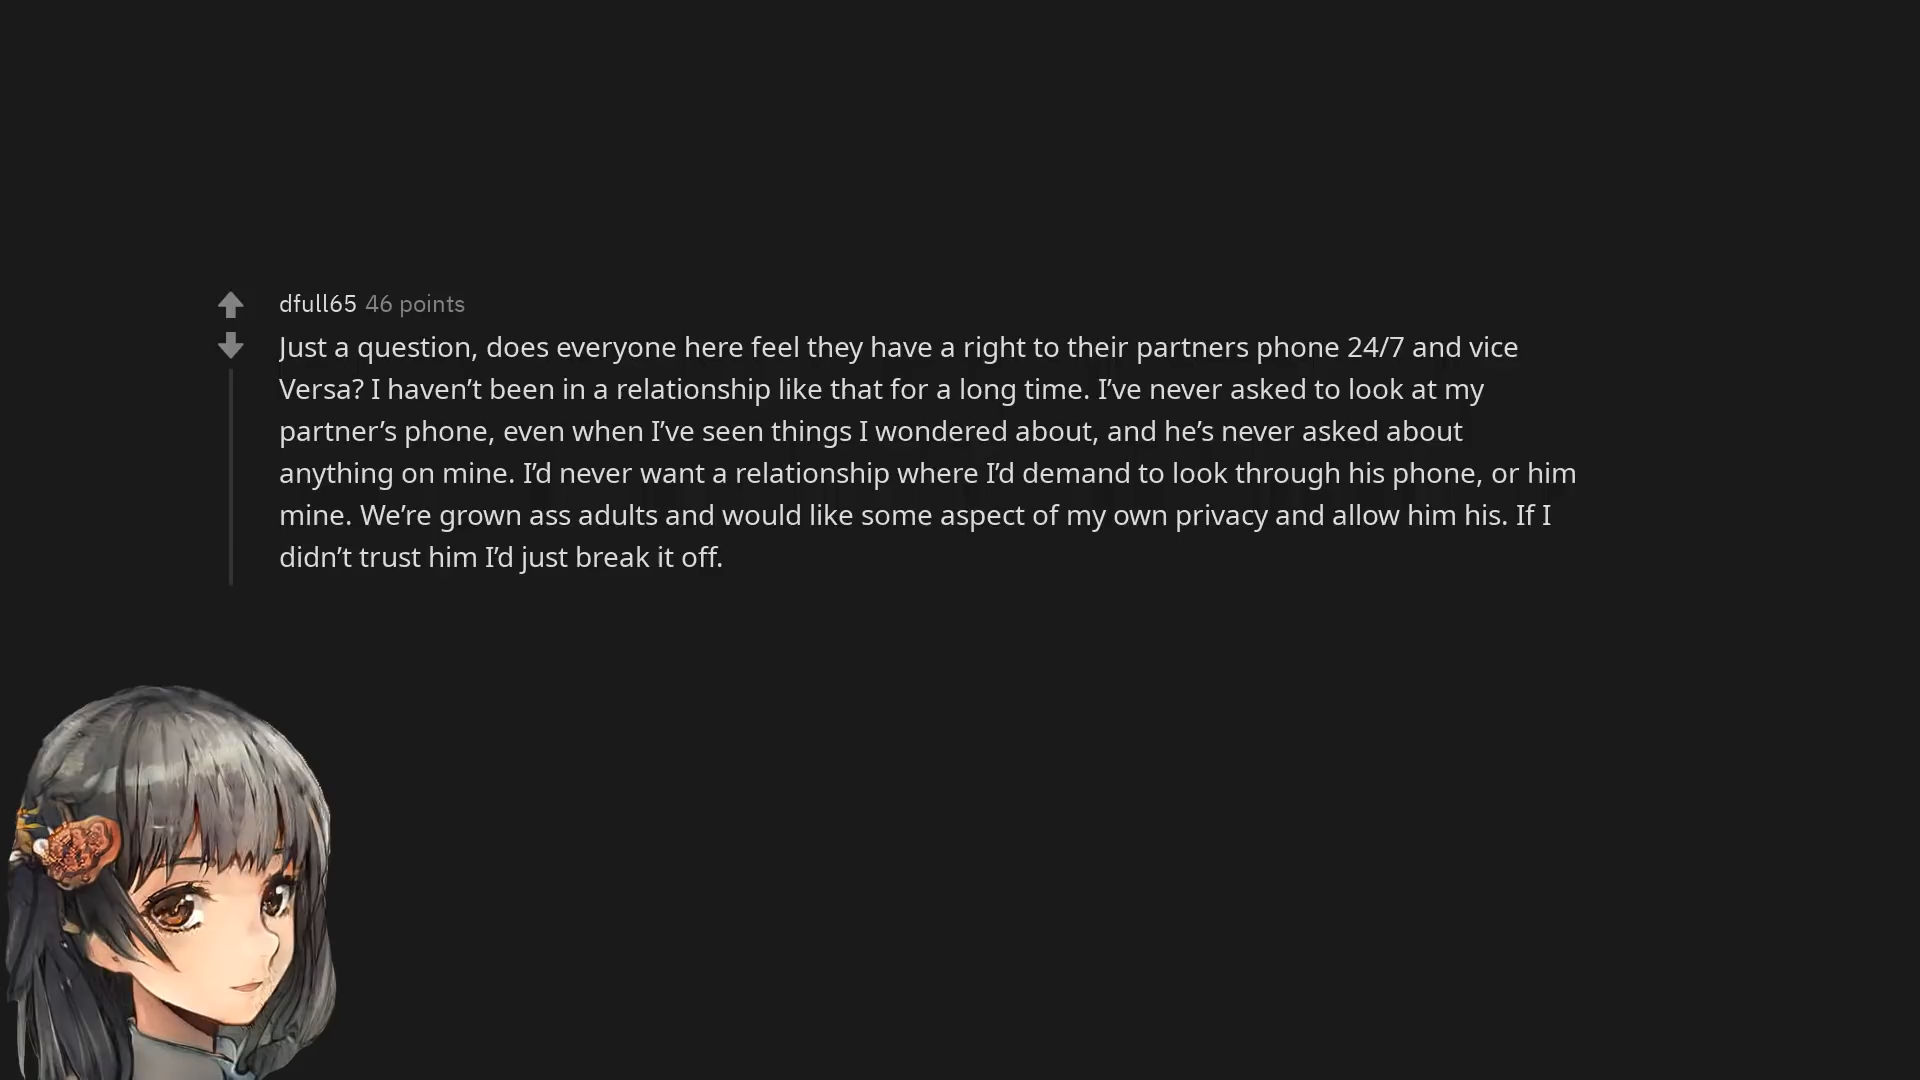 dfull65 46 points
Just a question, does everyone here feel they have a right to their partners phone 24/7 and vice
Versa? I haven’t been in a relationship like that for a long time. I’ve never asked to look at my
partner’s phone, even when I’ve seen things I wondered about, and he’s never asked about
anything on mine. I’d never want a relationship where I’d demand to look through his phone, or him
mine. We’re grown ass adults and would like some aspect of my own privacy and allow him his. If I
didn’t trust him I’d just break it off.